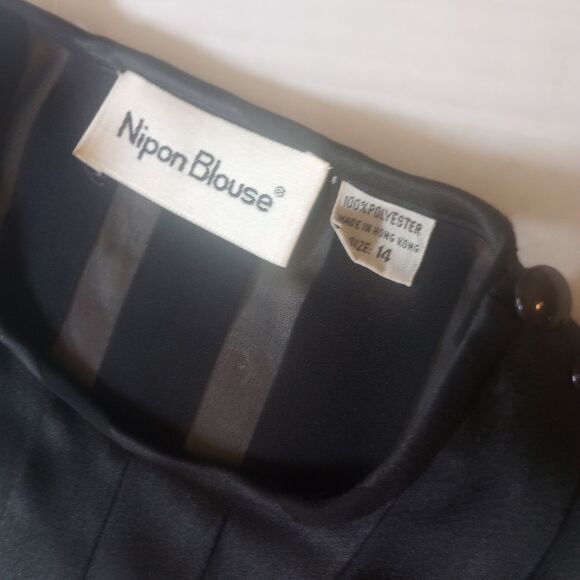 Nipon Blouse®
100% POLYESTER
MADE IN HONG KONG
SIZE: 14